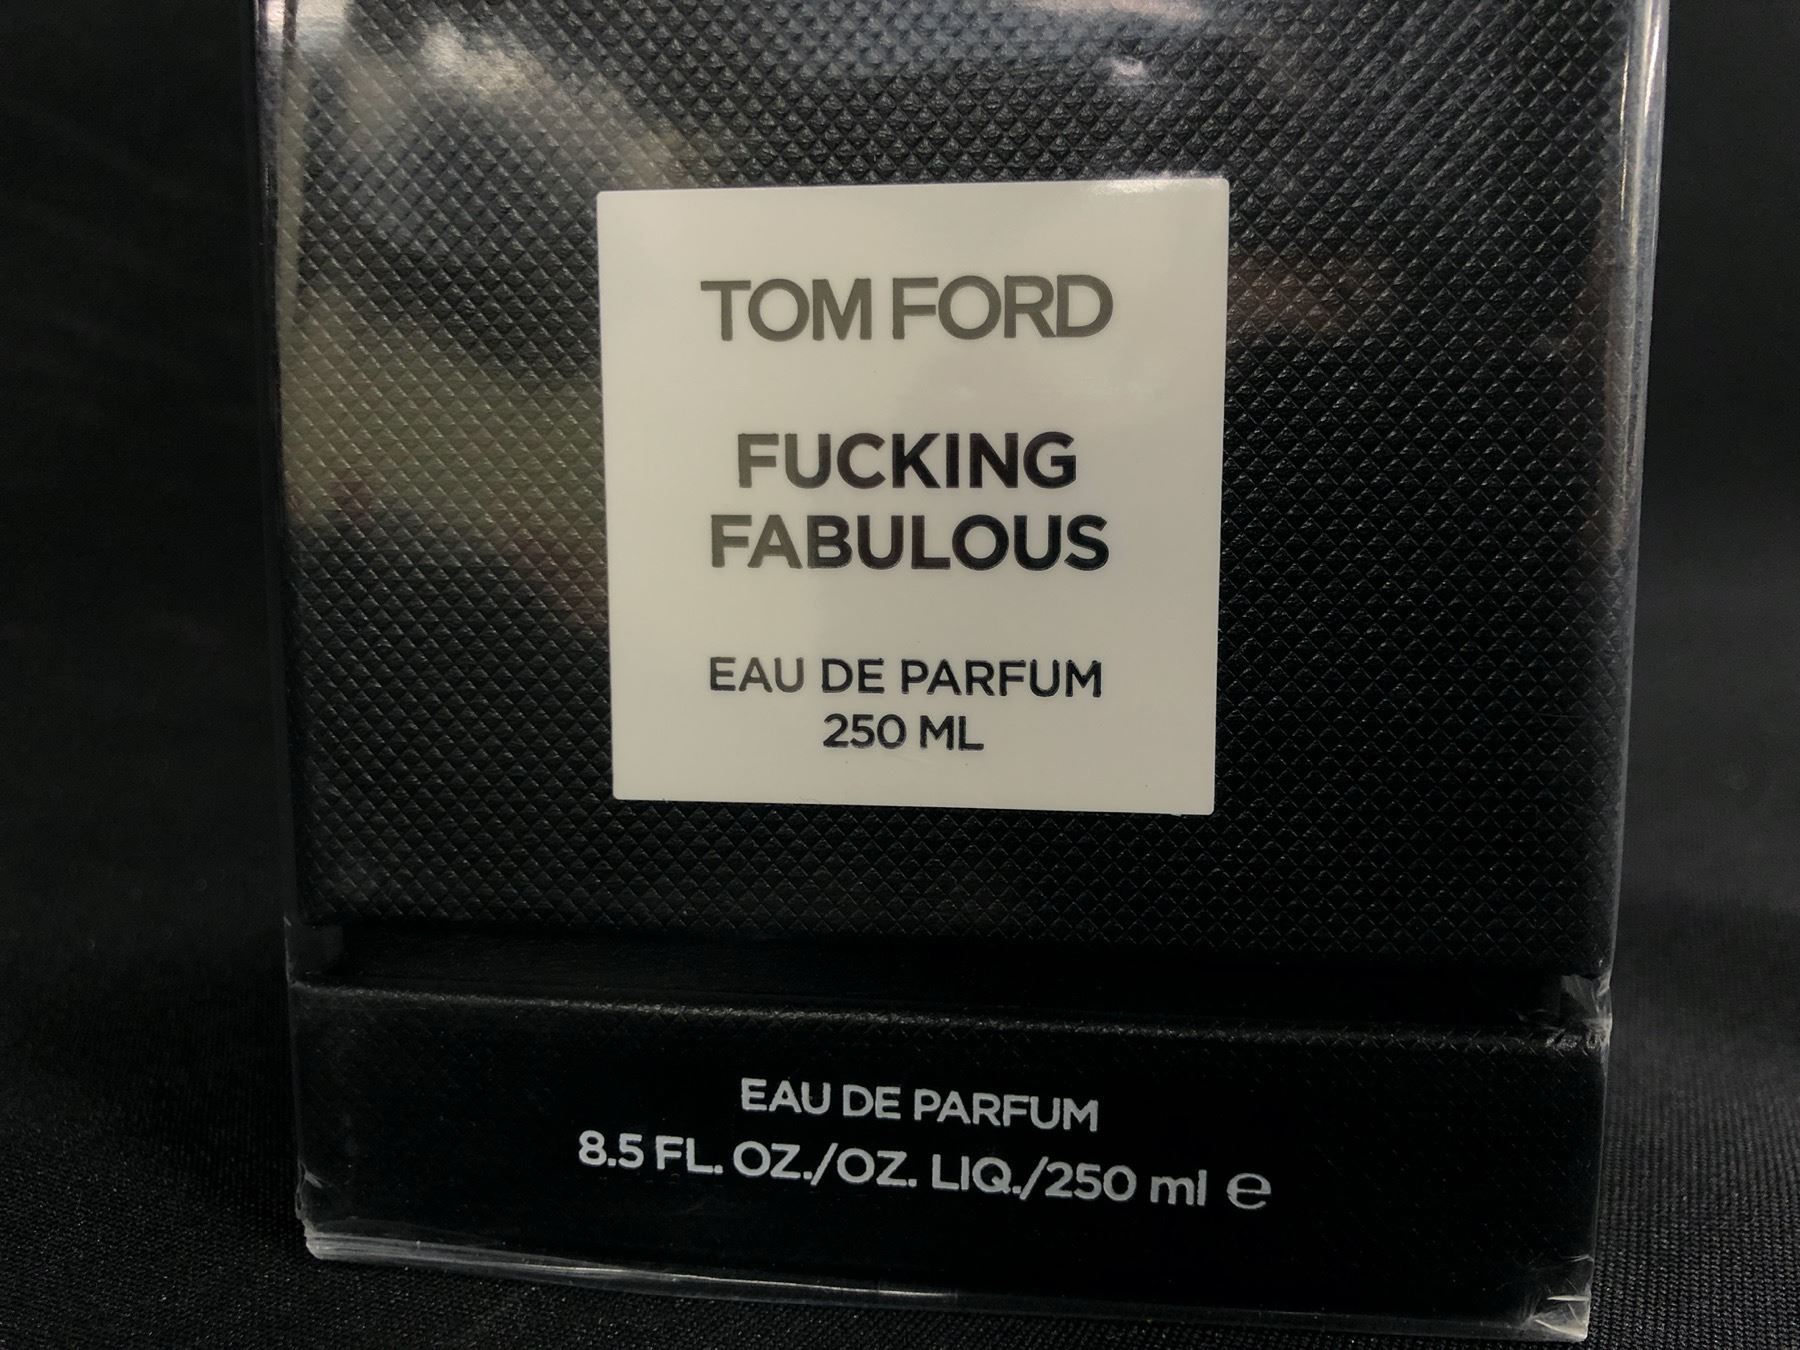 TOM FORD
FUCKING
FABULOUS
EAU DE PARFUM
250 ML
EAU DE PARFUM
8.5 FL. OZ./OZ. LIQ./250 ml ℮